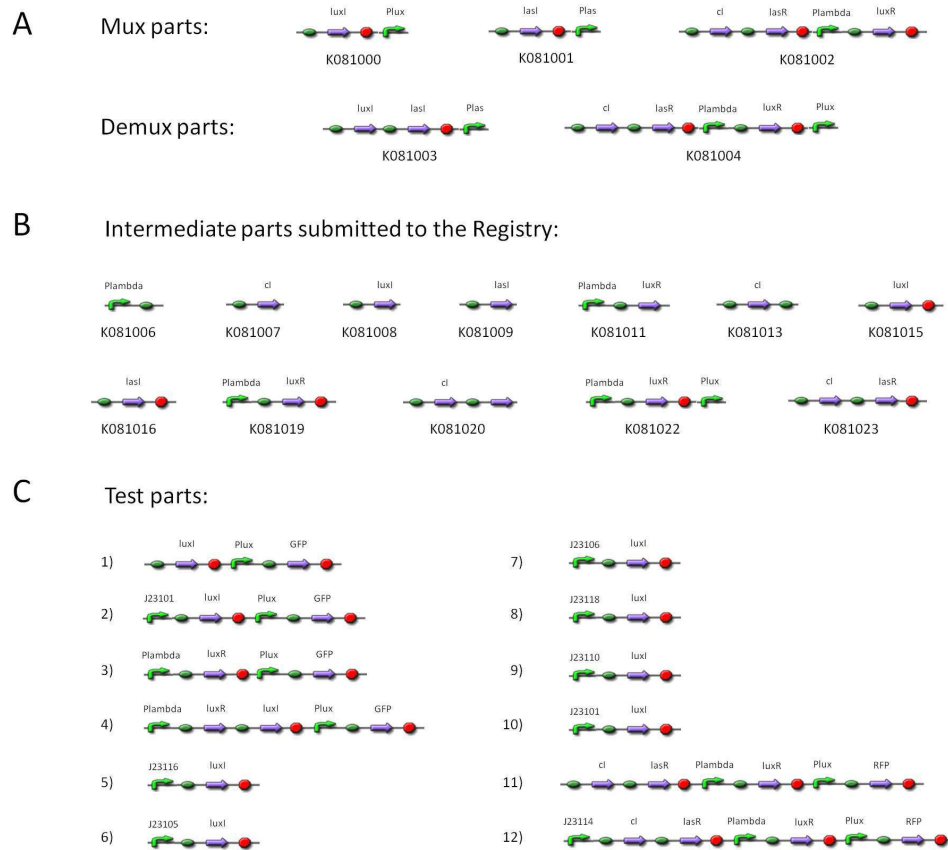 A
Mux parts:
luxI Plux
K081000
lasI Plas
K081001
cI lasR Plambda luxR
K081002
Demux parts:
luxI lasI Plas
K081003
cI lasR Plambda luxR Plux
K081004
B
Intermediate parts submitted to the Registry:
Plambda
K081006
cI
K081007
luxI
K081008
lasI
K081009
Plambda luxR
K081011
cI
K081013
luxI
K081015
lasI
K081016
Plambda luxR
K081019
cI
K081020
Plambda luxR Plux
K081022
cI lasR
K081023
C
Test parts:
1) luxI Plux GFP
2) J23101 luxI Plux GFP
3) Plambda luxR Plux GFP
4) Plambda luxR luxI Plux GFP
5) J23116 luxI
6) J23105 luxI
7) J23106 luxI
8) J23118 luxI
9) J23110 luxI
10) J23101 luxI
11) cI lasR Plambda luxR Plux RFP
12) J23114 cI lasR Plambda luxR Plux RFP